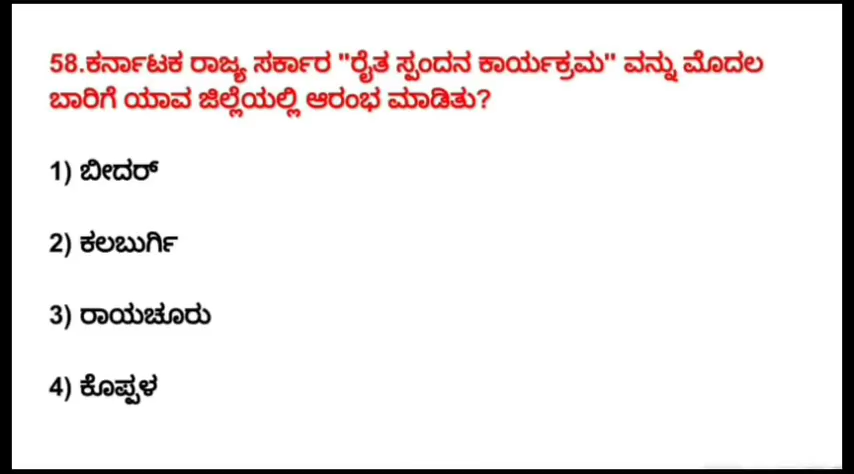 58.ಕರ್ನಾಟಕ ರಾಜ್ಯ ಸರ್ಕಾರ "ರೈತ ಸ್ಪಂದನ ಕಾರ್ಯಕ್ರಮ" ವನ್ನು ಮೊದಲ
ಬಾರಿಗೆ ಯಾವ ಜಿಲ್ಲೆಯಲ್ಲಿ ಆರಂಭ ಮಾಡಿತು?
1) ಬೀದರ್
2) ಕಲಬುರ್ಗಿ
3) ರಾಯಚೂರು
4) ಕೊಪ್ಪಳ